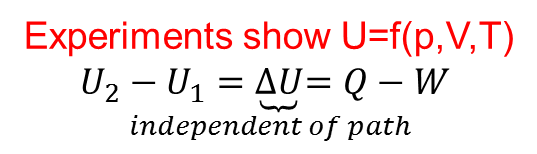 Experiments show U=f(p,V,T)
U₂ − U₁ = ΔU= Q − W
independent of path